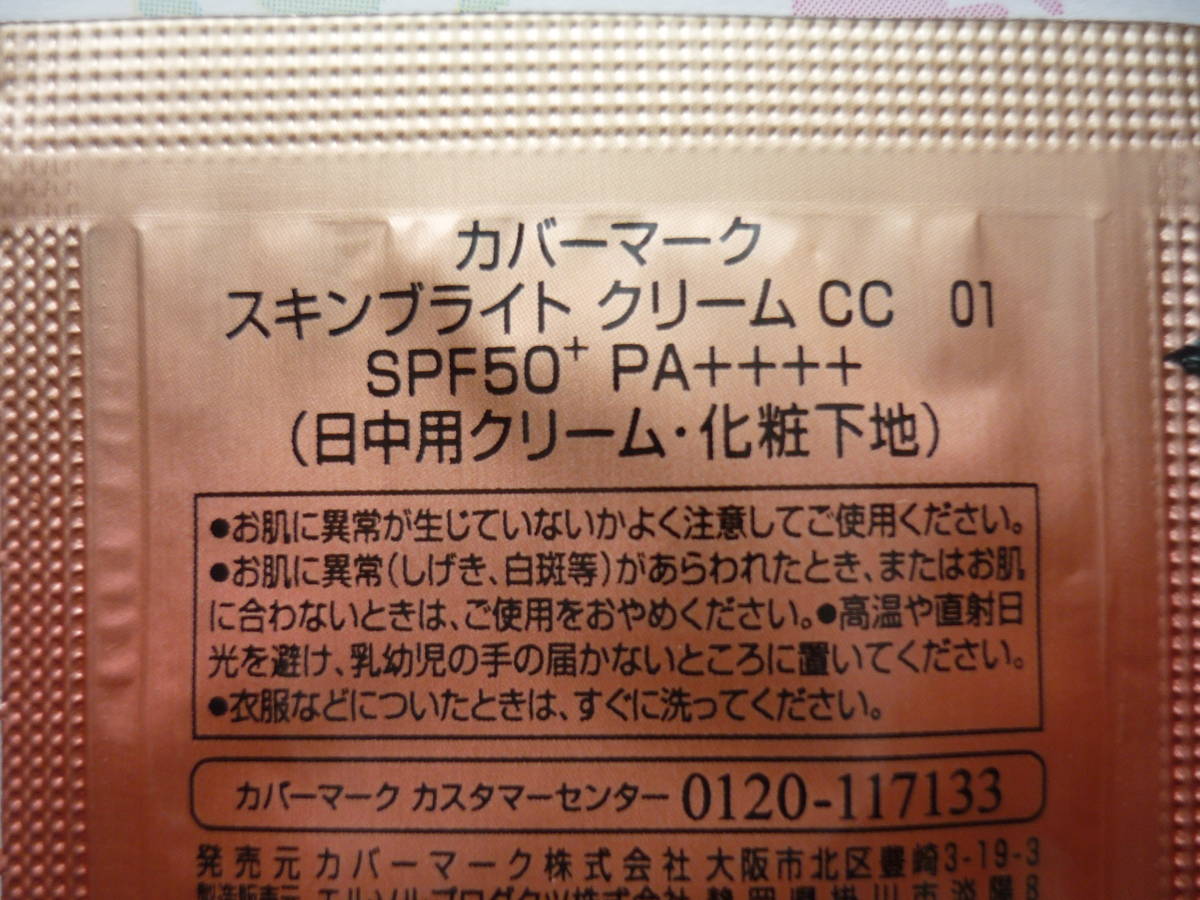 カバーマーク
スキンブライト クリーム CC 01
SPF50+ PA++++
(日中用クリーム・化粧下地)
●お肌に異常が生じていないかよく注意してご使用ください。
●お肌に異常(しげき、白斑等)があらわれたとき、またはお肌
に合わないときは、ご使用をおやめください。●高温や直射日
光を避け、乳幼児の手の届かないところに置いてください。
●衣服などについたときは、すぐに洗ってください。
カバーマーク カスタマーセンター 0120-117133
発売元 カバーマーク株式会社 大阪市北区豊崎3-19-3